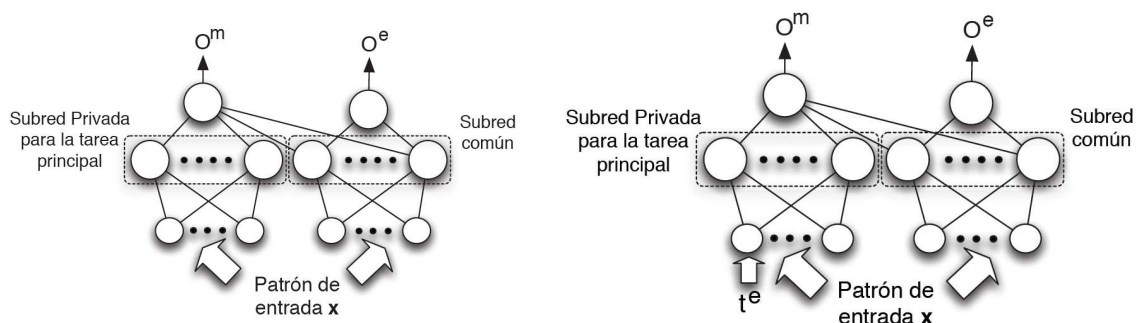 O^m
O^e
Subred Privada
para la tarea
principal
Subred
común
Patrón de
entrada x
O^m
O^e
Subred Privada
para la tarea
principal
Subred
común
t^e
Patrón de
entrada x